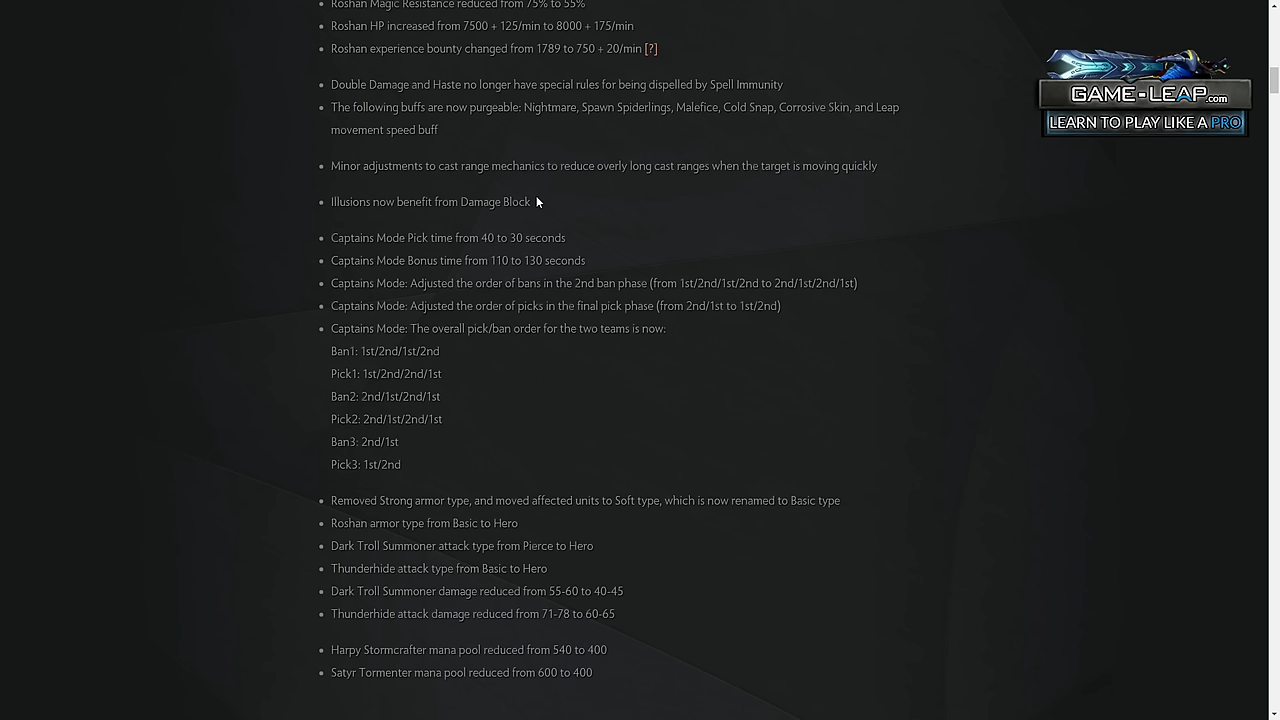 Roshan Magic Resistance reduced from 75% to 55%
Roshan HP increased from 7500 + 125/min to 8000 + 175/min
Roshan experience bounty changed from 1789 to 750 + 20/min [?]
Double Damage and Haste no longer have special rules for being dispelled by Spell Immunity
The following buffs are now purgeable: Nightmare, Spawn Spiderlings, Malefice, Cold Snap, Corrosive Skin, and Leap
movement speed buff
Minor adjustments to cast range mechanics to reduce overly long cast ranges when the target is moving quickly
Illusions now benefit from Damage Block
Captains Mode Pick time from 40 to 30 seconds
Captains Mode Bonus time from 110 to 130 seconds
Captains Mode: Adjusted the order of bans in the 2nd ban phase (from 1st/2nd/1st/2nd to 2nd/1st/2nd/1st)
Captains Mode: Adjusted the order of picks in the final pick phase (from 2nd/1st to 1st/2nd)
Captains Mode: The overall pick/ban order for the two teams is now:
Ban1: 1st/2nd/1st/2nd
Pick1: 1st/2nd/2nd/1st
Ban2: 2nd/1st/2nd/1st
Pick2: 2nd/1st/2nd/1st
Ban3: 2nd/1st
Pick3: 1st/2nd
Removed Strong armor type, and moved affected units to Soft type, which is now renamed to Basic type
Roshan armor type from Basic to Hero
Dark Troll Summoner attack type from Pierce to Hero
Thunderhide attack type from Basic to Hero
Dark Troll Summoner damage reduced from 55-60 to 40-45
Thunderhide attack damage reduced from 71-78 to 60-65
Harpy Stormcrafter mana pool reduced from 540 to 400
Satyr Tormenter mana pool reduced from 600 to 400
GAME-LEAP.com
LEARN TO PLAY LIKE A PRO